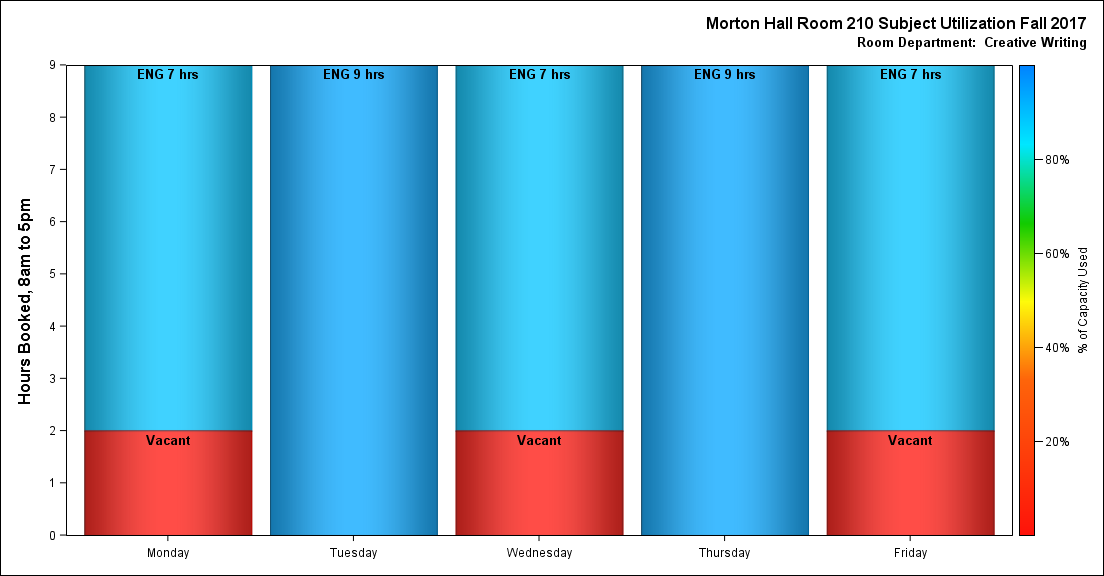 Morton Hall Room 210 Subject Utilization Fall 2017
Room Department:  Creative Writing
Hours Booked, 8am to 5pm
9
8
7
6
5
4
3
2
1
0
ENG 7 hrs
ENG 9 hrs
ENG 7 hrs
ENG 9 hrs
ENG 7 hrs
Vacant
Vacant
Vacant
Monday
Tuesday
Wednesday
Thursday
Friday
80%
60%
40%
20%
% of Capacity Used